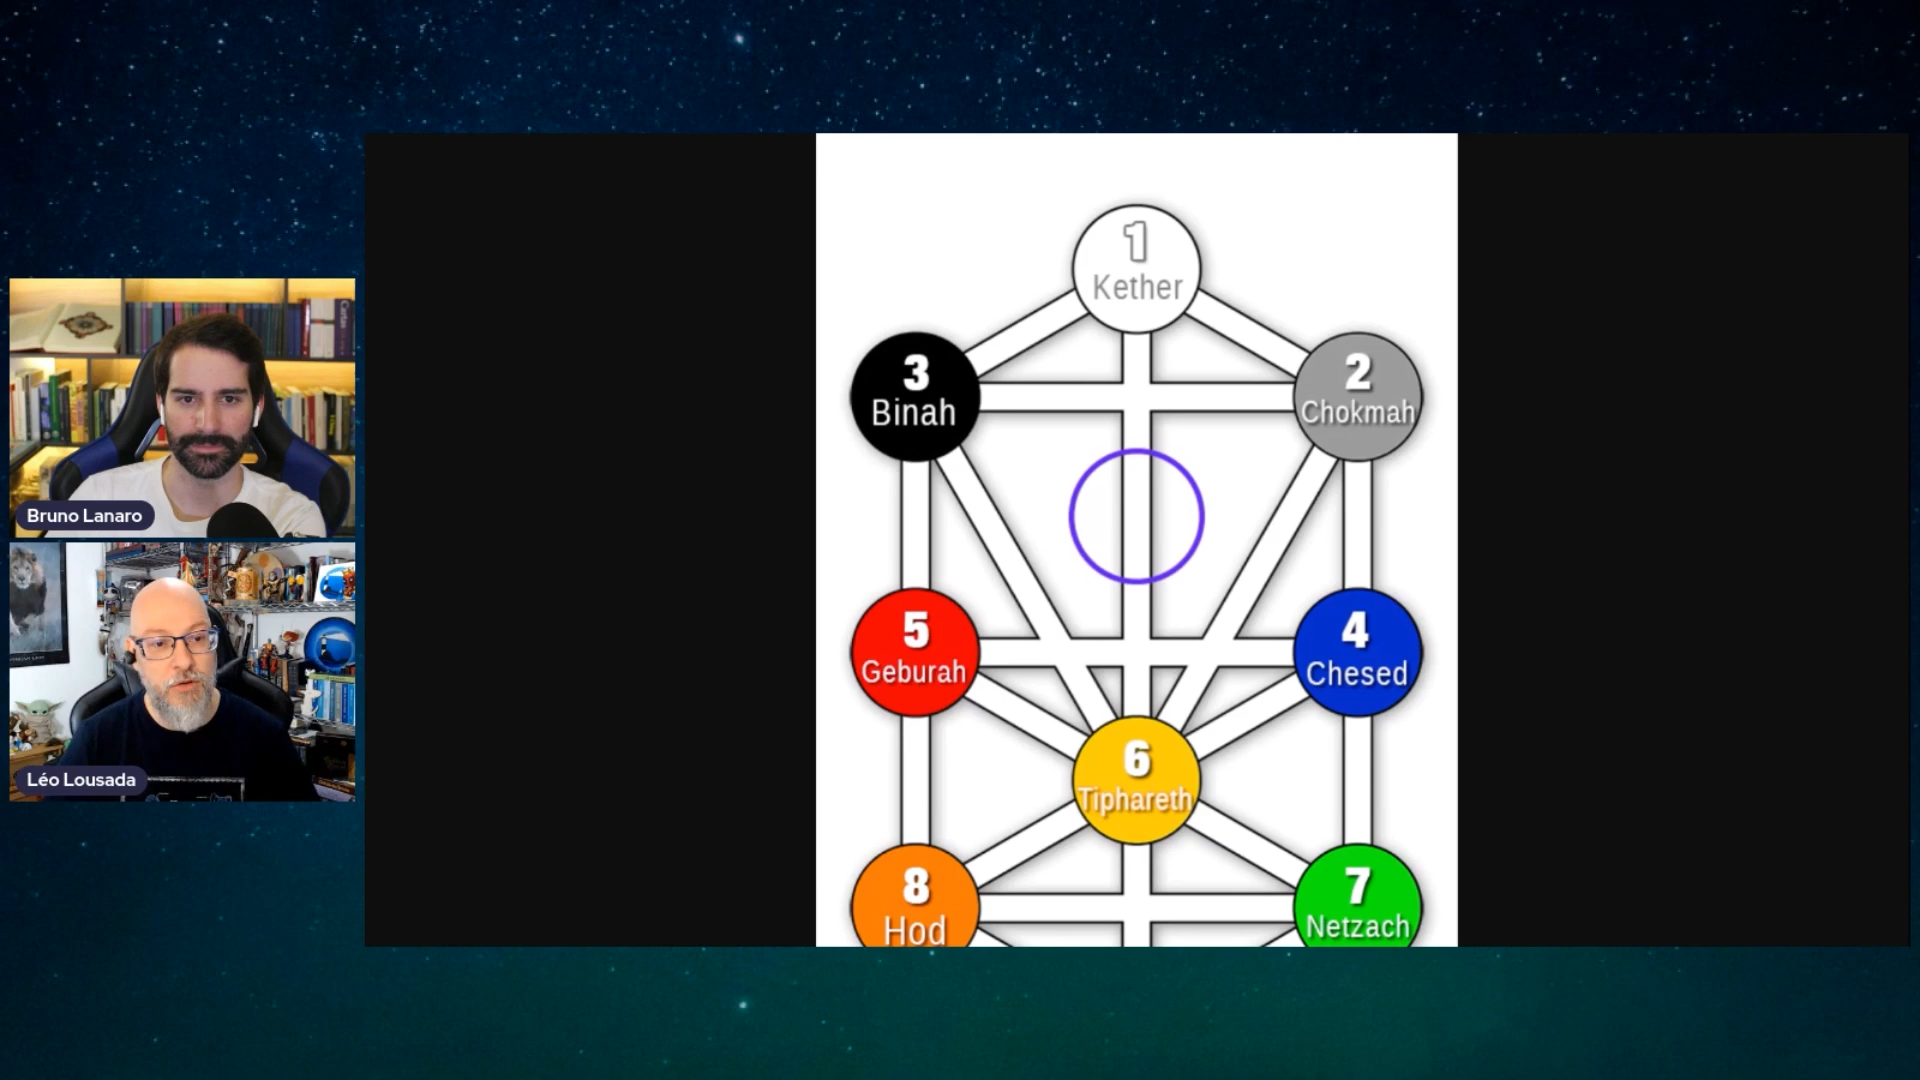 1
Kether
3
Binah
2
Chokmah
Bruno Lanaro
5
Geburah
4
Chesed
6
Tiphareth
Léo Lousada
8
Hod
7
Netzach